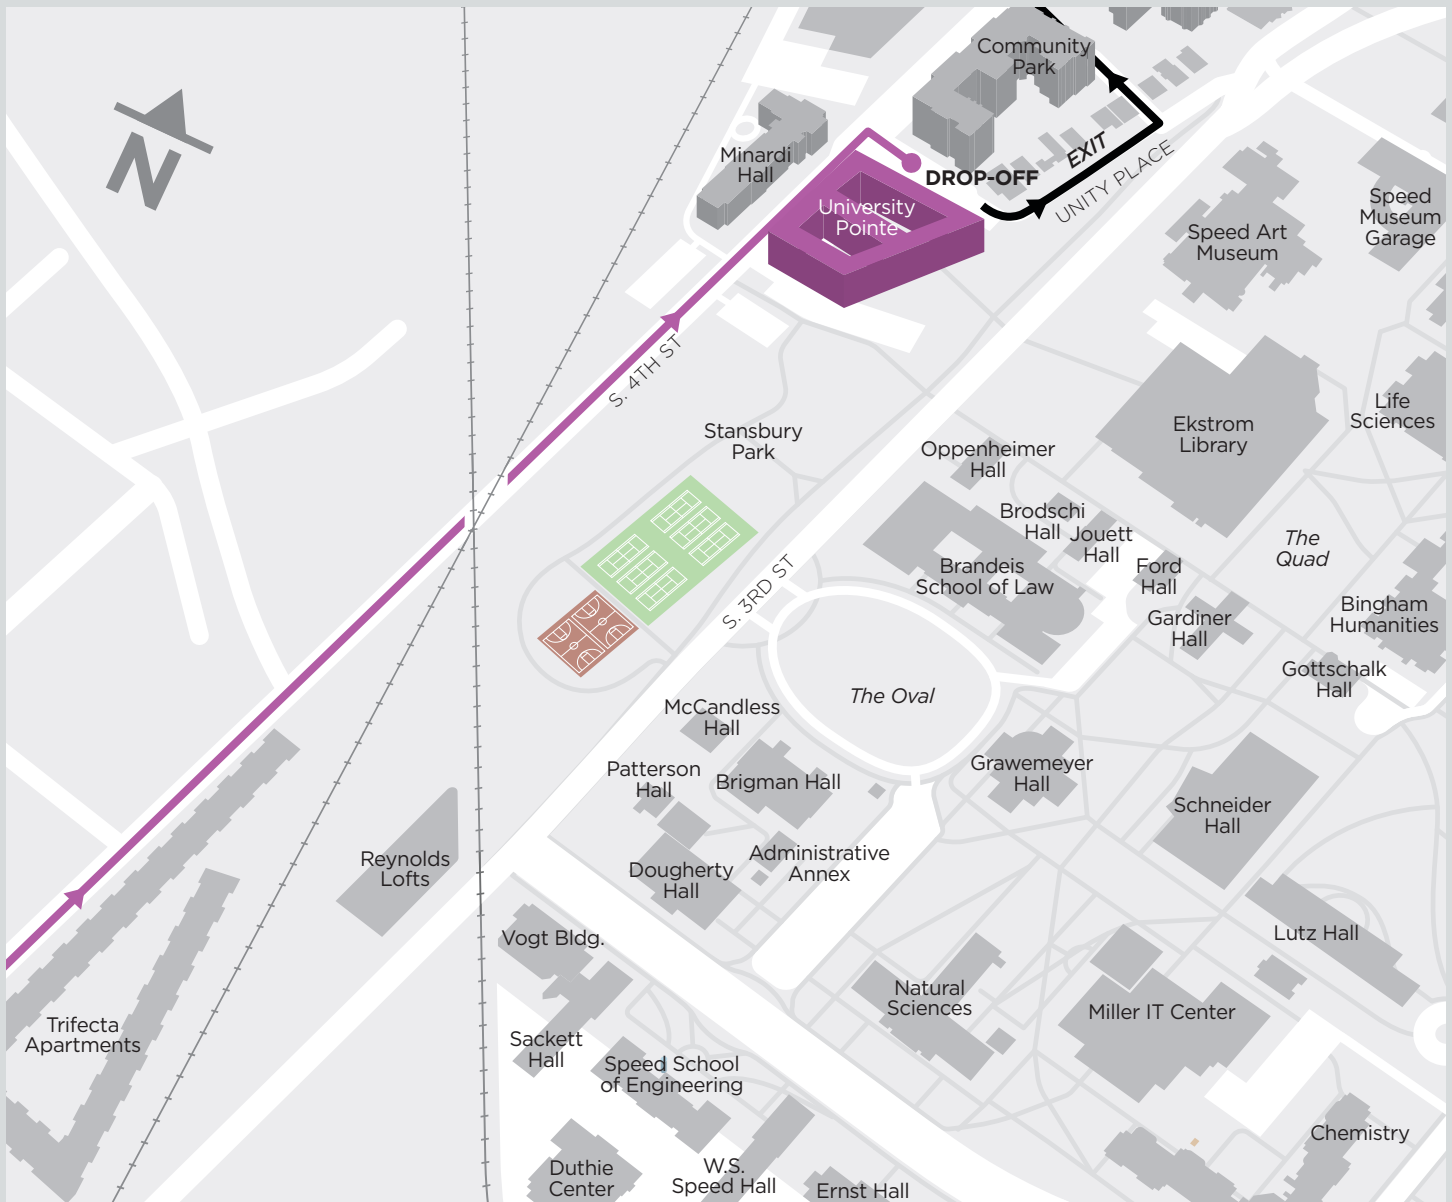 N
Community
Park
Minardi
Hall
DROP-OFF
EXIT
UNITY PLACE
University
Pointe
Speed
Museum
Garage
Speed Art
Museum
S. 4TH ST
Life
Sciences
Stansbury
Park
Oppenheimer
Hall
Ekstrom
Library
Brodschi
Hall
Jouett
Hall
The
Quad
Brandeis
School of Law
Ford
Hall
S. 3RD ST
Gardiner
Hall
Bingham
Humanities
Gottschalk
Hall
The Oval
McCandless
Hall
Patterson
Hall
Brigman Hall
Grawemeyer
Hall
Schneider
Hall
Reynolds
Lofts
Dougherty
Hall
Administrative
Annex
Vogt Bldg.
Lutz Hall
Natural
Sciences
Miller IT Center
Trifecta
Apartments
Sackett
Hall
Speed School
of Engineering
Chemistry
Duthie
Center
W.S.
Speed Hall
Ernst Hall